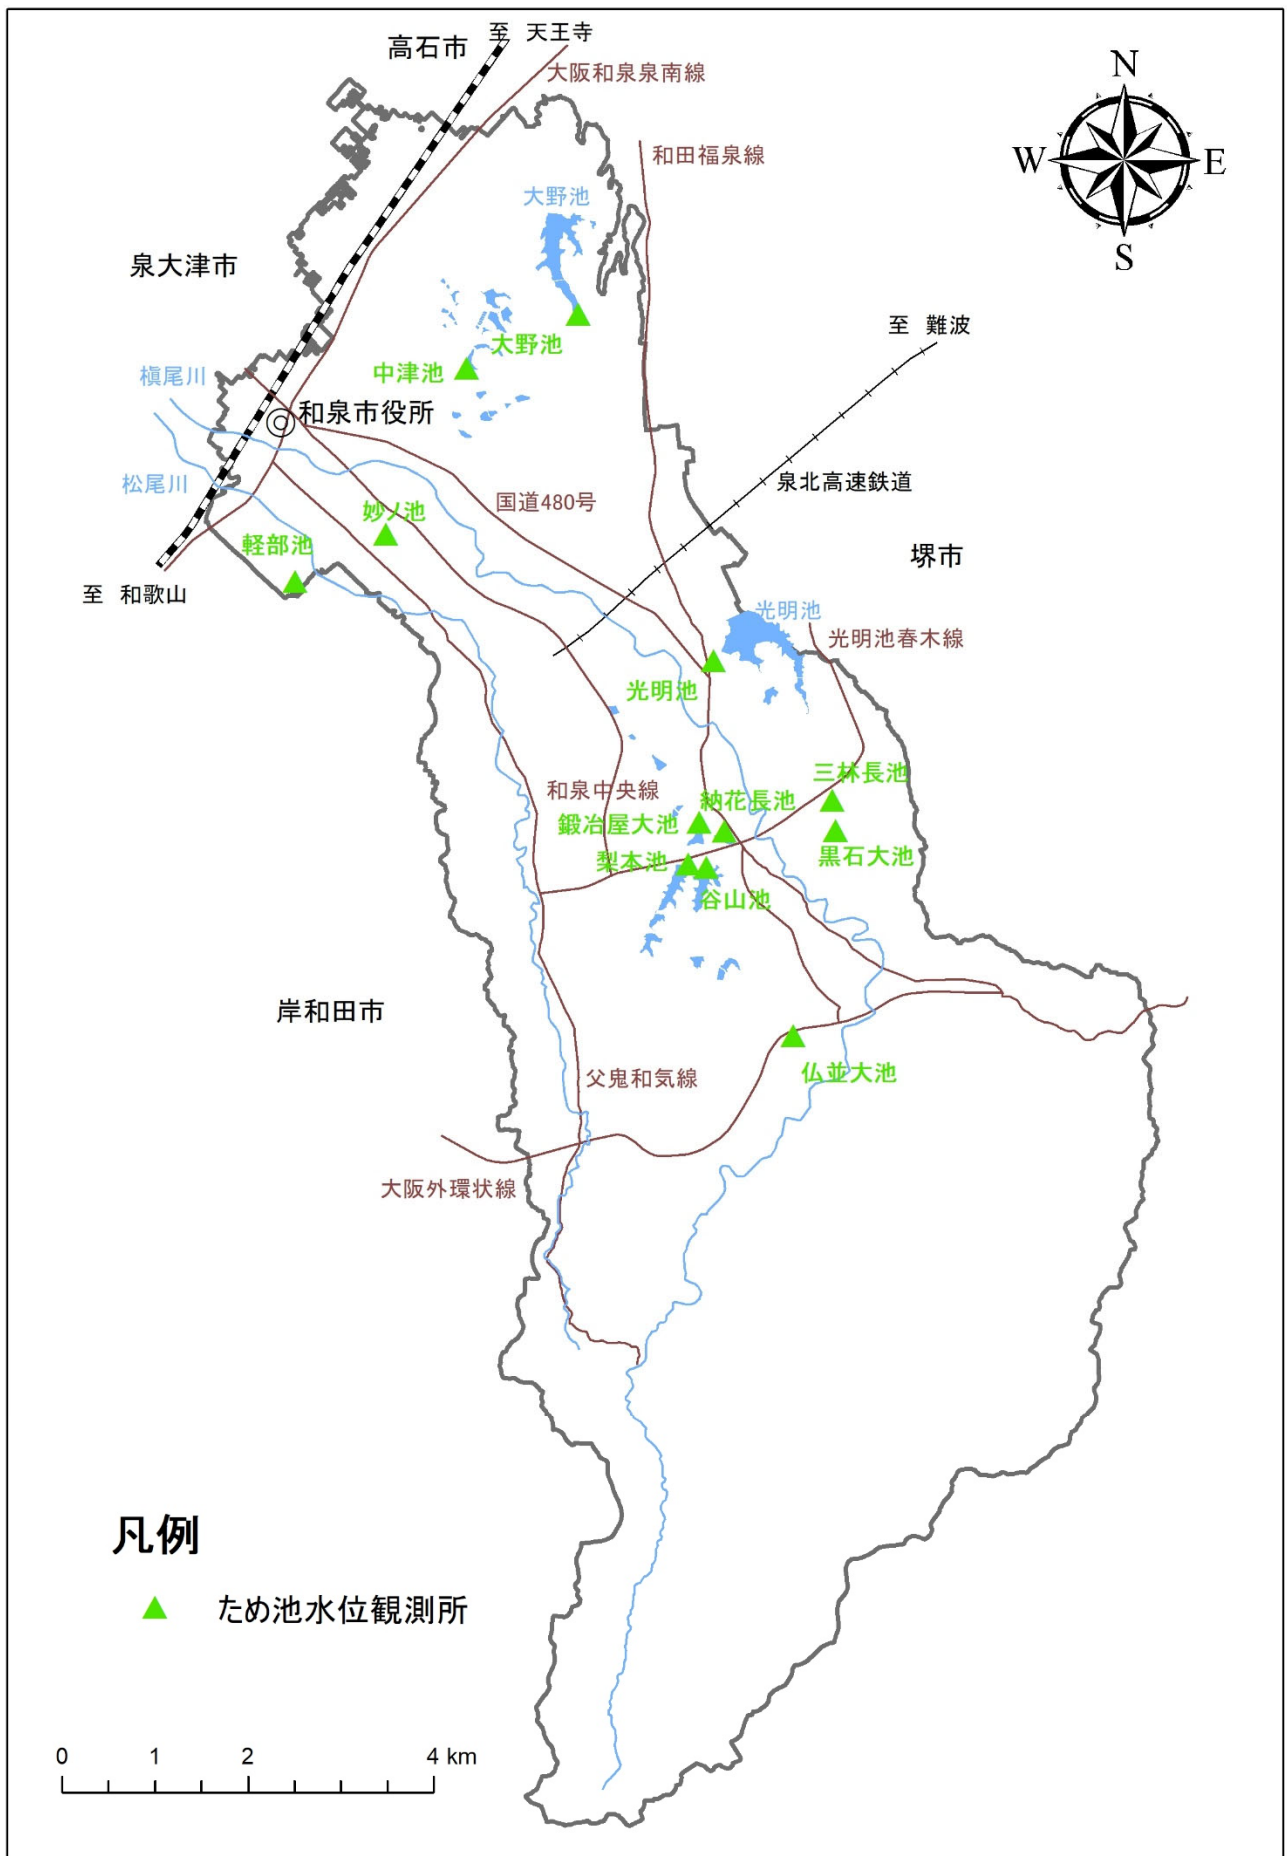 高石市
至 天王寺
大阪和泉泉南線
N
W
E
S
和田福泉線
大野池
泉大津市
至 難波
大野池
中津池
槇尾川
和泉市役所
泉北高速鉄道
松尾川
国道480号
妙ノ池
軽部池
堺市
至 和歌山
光明池
光明池春木線
光明池
三林長池
和泉中央線
納花長池
鍛冶屋大池
黒石大池
梨本池
谷山池
岸和田市
仏並大池
父鬼和気線
大阪外環状線
凡例
ため池水位観測所
0 1 2 4 km